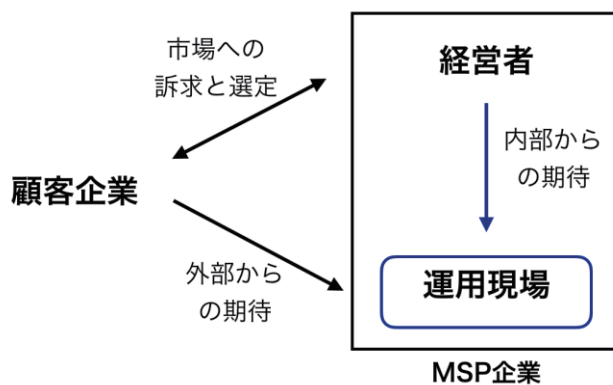 市場への
訴求と選定
経営者
内部から
の期待
顧客企業
外部から
の期待
運用現場
MSP企業